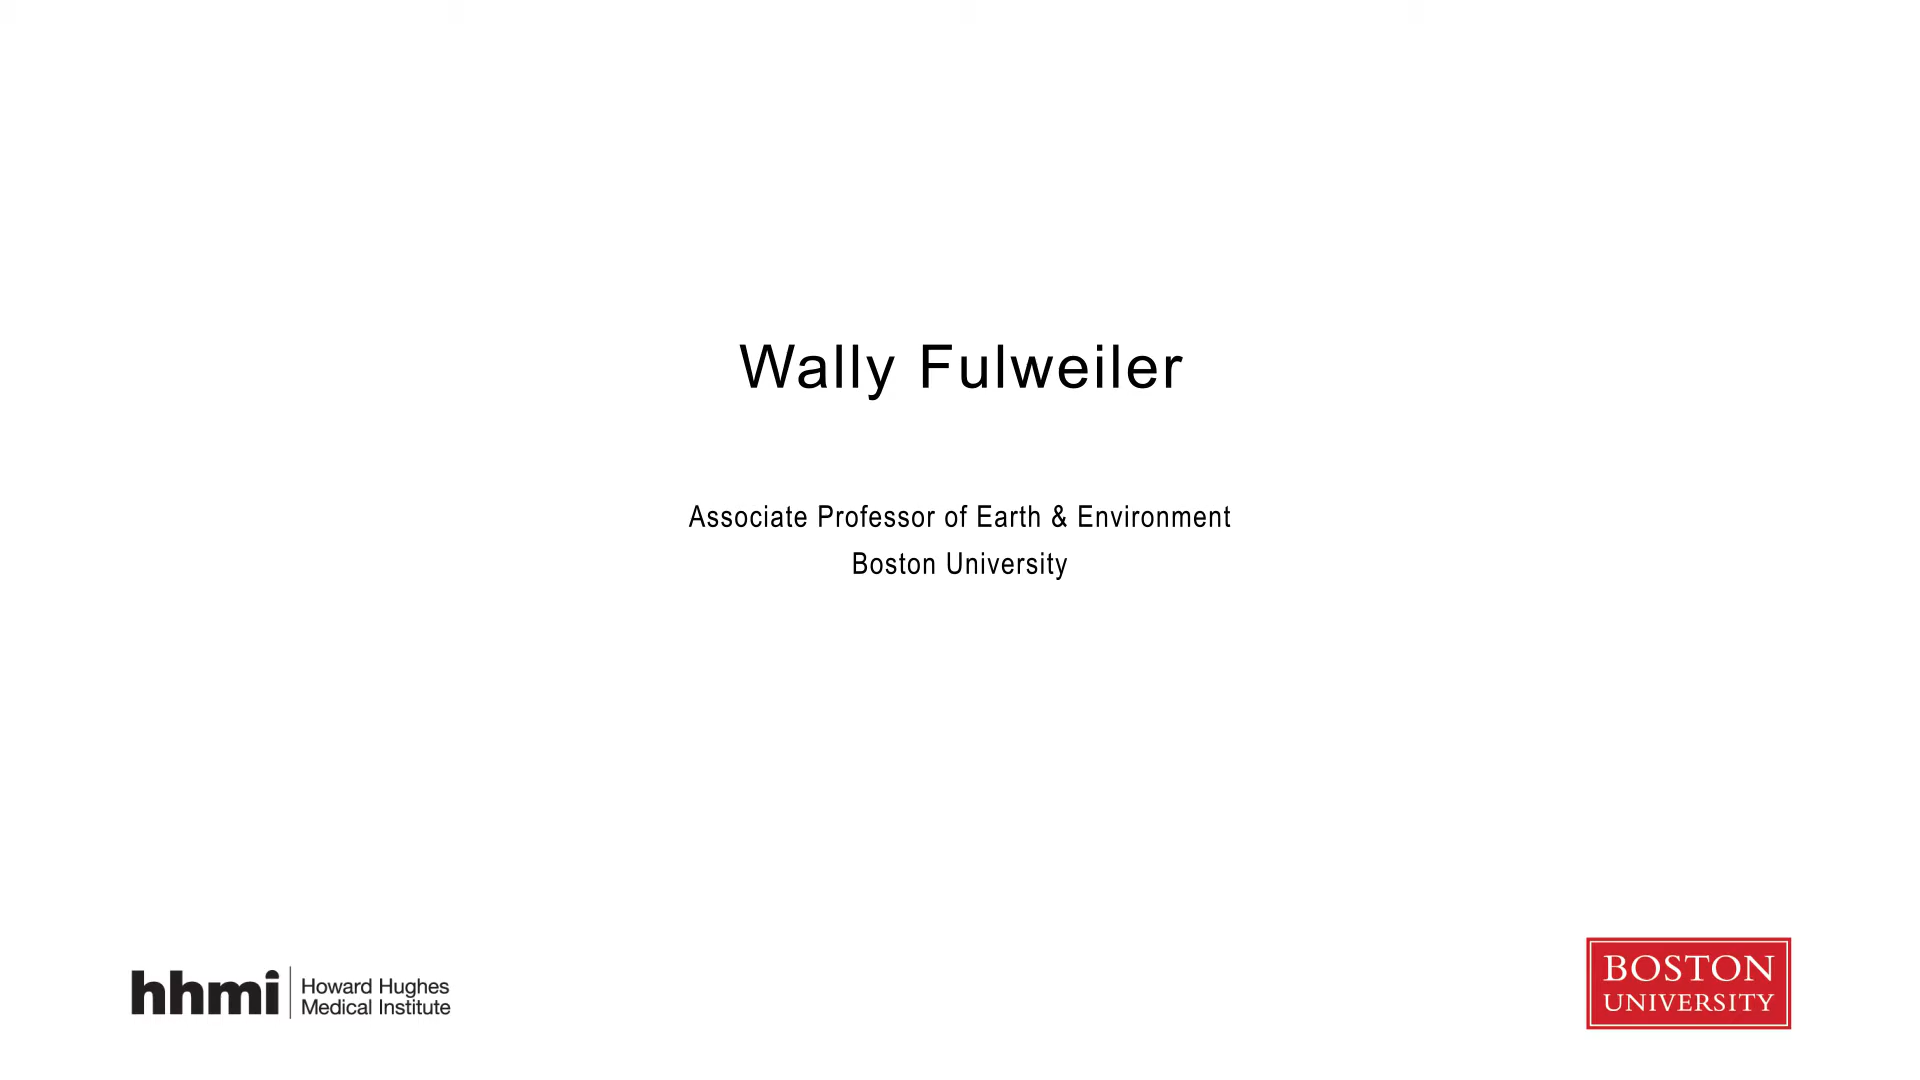 Wally Fulweiler
Associate Professor of Earth & Environment
Boston University
hhmi
Howard Hughes
Medical Institute
BOSTON
UNIVERSITY